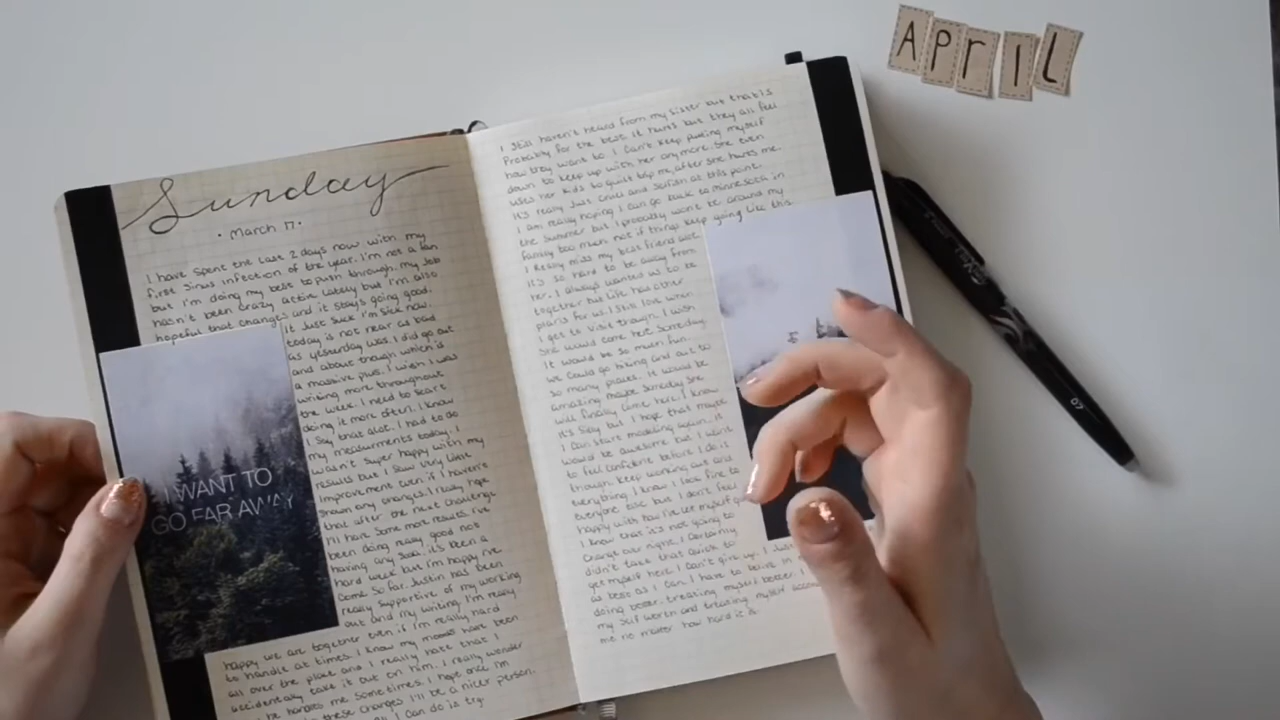 APrIL
Sunday
· March 17 ·
I have spent the last 2 days now with my
first sinus infection of the year. I'm not a fan
but I'm doing my best to push through. my Job
hasn't been crazy active lately but I'm also
hopeful that changes and it stays going good.
it Just suck I'm sick now.
today is not near as bad
as yesterday was. I did go out
and about though which is
a massive plus. I wish I was
writing more throughout
the week. I need to start
doing it more often. I know
I say that alot. I had to do
my measurments today. I
wasn't super happy with my
results but I saw very little
improvement even if I haven't
shown any changes. I really hope
that after the next challenge
I'll have some more results. I've
been doing really good not
having any soda. it's been a
hard week but I'm happy I've
come so far. Justin has been
really supportive of my working
out and my writing. I'm really
happy we are together even if I'm really hard
to handle at times. I know my moods have been
all over the place and I really hate that I
accidentaly take it out on him. I really wonder
he handles me sometimes. I hope once I'm
these changes I'll be a nicer person.
all I can do is try.
I WANT TO
GO FAR AWAY
I still haven't heard from my sister but that is
Probably for the best. It hurts but they all feel
how they want to. I can't keep putting myself
down to keep up with her anymore. She even
uses her kids to guilt trip me, after she hurts me.
it's really Just cruel and selfish at this point.
I am really hoping I can go back to minnesota in
the summer but I probably won't be around my
family too much not if things keep going like this.
I really miss my best friend alot.
it's so hard to be away from
her. I always wanted us to be
together but life had other
plans for us. I still love when
I get to visit though. I wish
she would come here someday.
It would be so much fun.
we could go hiking and out to
so many places. it would be
amazing maybe someday she
will finally come here. I know
it's silly but I hope that maybe
I can start modeling again. it
would be awesome but I want
to feel confident before I do it
though. keep working out and
everything I know I look fine to
everyone else but I don't feel
happy with how I've let myself go
I know that it's not going to
change over night. I certainly
didn't take that quick to
get myself here. I can't give up. I Just
as best as I can. I have to believe in
doing better. treating myself better. I
my self worth and treating myself
me no matter how hard it is.
07